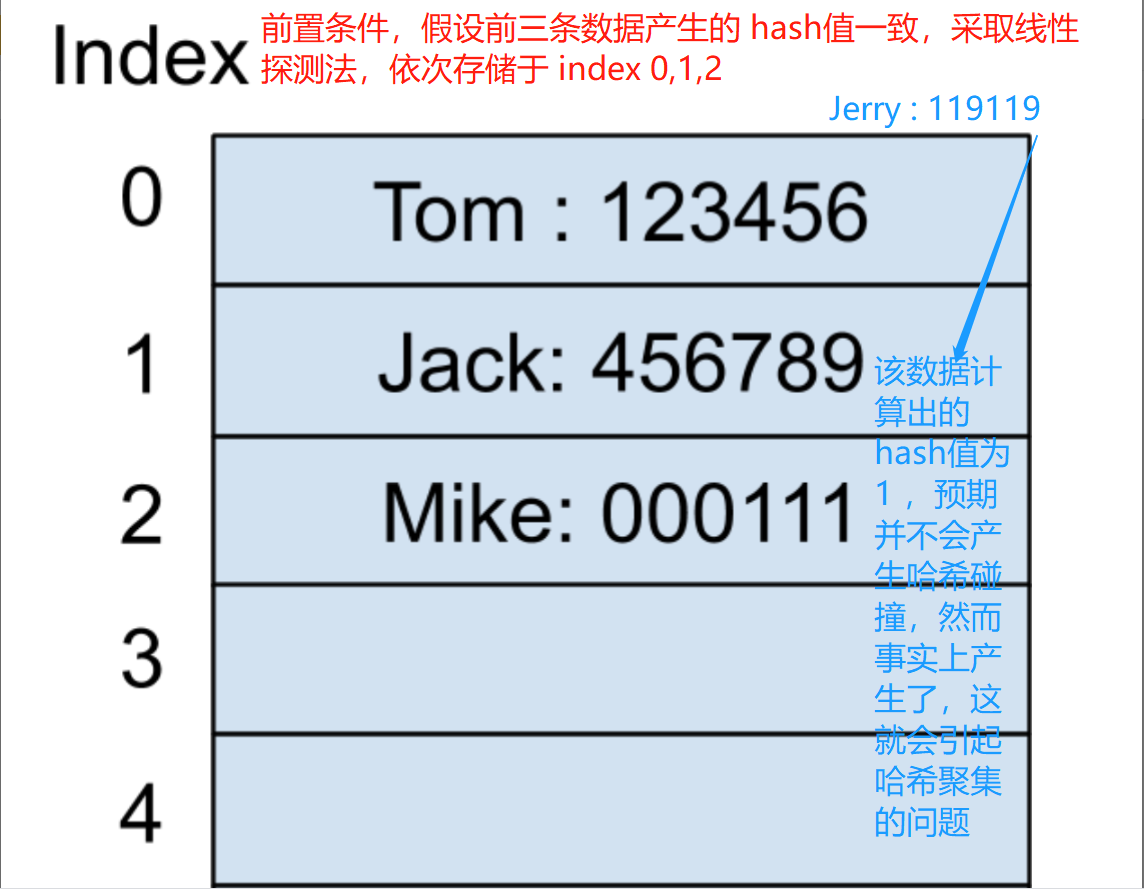 Index
前置条件，假设前三条数据产生的 hash值一致，采取线性
探测法，依次存储于 index 0,1,2
Jerry : 119119
0
Tom : 123456
1
Jack: 456789
该数据计
算出的
hash值为
1 ，预期
并不会产
生哈希碰
撞，然而
事实上产
生了，这
就会引起
哈希聚集
的问题
2
Mike: 000111
3
4